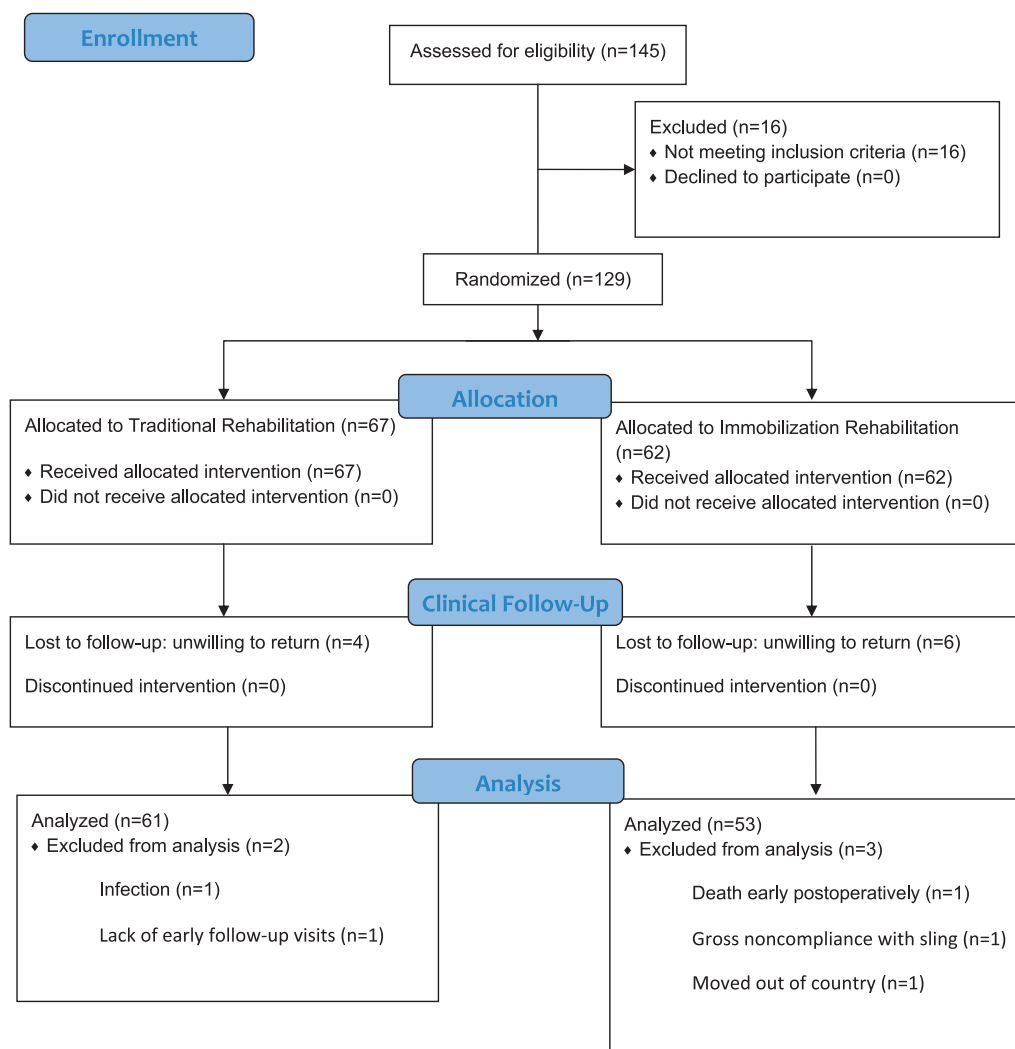 Enrollment
Assessed for eligibility (n=145)
Excluded (n=16)
♦ Not meeting inclusion criteria (n=16)
♦ Declined to participate (n=0)
Randomized (n=129)
Allocation
Allocated to Traditional Rehabilitation (n=67)
♦ Received allocated intervention (n=67)
♦ Did not receive allocated intervention (n=0)
Allocated to Immobilization Rehabilitation
(n=62)
♦ Received allocated intervention (n=62)
♦ Did not receive allocated intervention (n=0)
Clinical Follow-Up
Lost to follow-up: unwilling to return (n=4)
Discontinued intervention (n=0)
Lost to follow-up: unwilling to return (n=6)
Discontinued intervention (n=0)
Analysis
Analyzed (n=61)
♦ Excluded from analysis (n=2)
Infection (n=1)
Lack of early follow-up visits (n=1)
Analyzed (n=53)
♦ Excluded from analysis (n=3)
Death early postoperatively (n=1)
Gross noncompliance with sling (n=1)
Moved out of country (n=1)